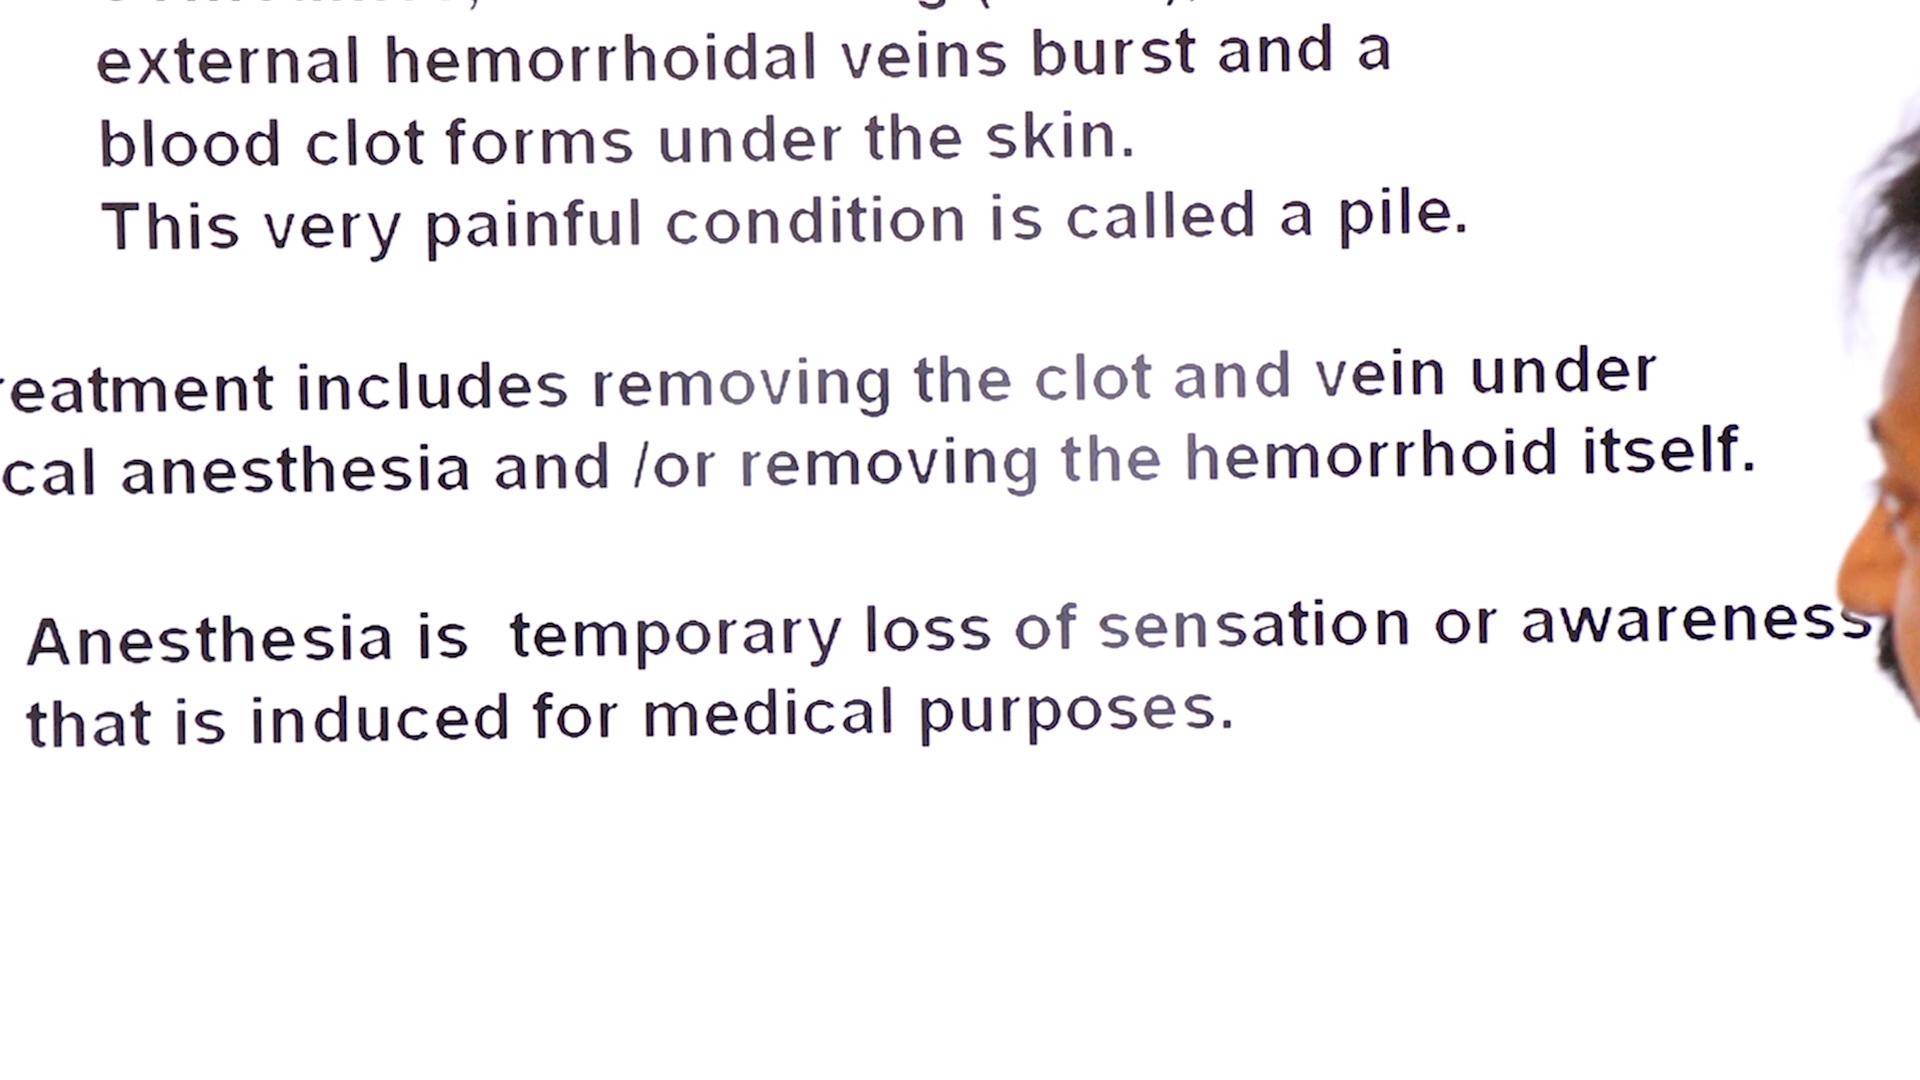 external hemorrhoidal veins burst and a
blood clot forms under the skin.
This very painful condition is called a pile.
reatment includes removing the clot and vein under
cal anesthesia and /or removing the hemorrhoid itself.
Anesthesia is temporary loss of sensation or awareness
that is induced for medical purposes.